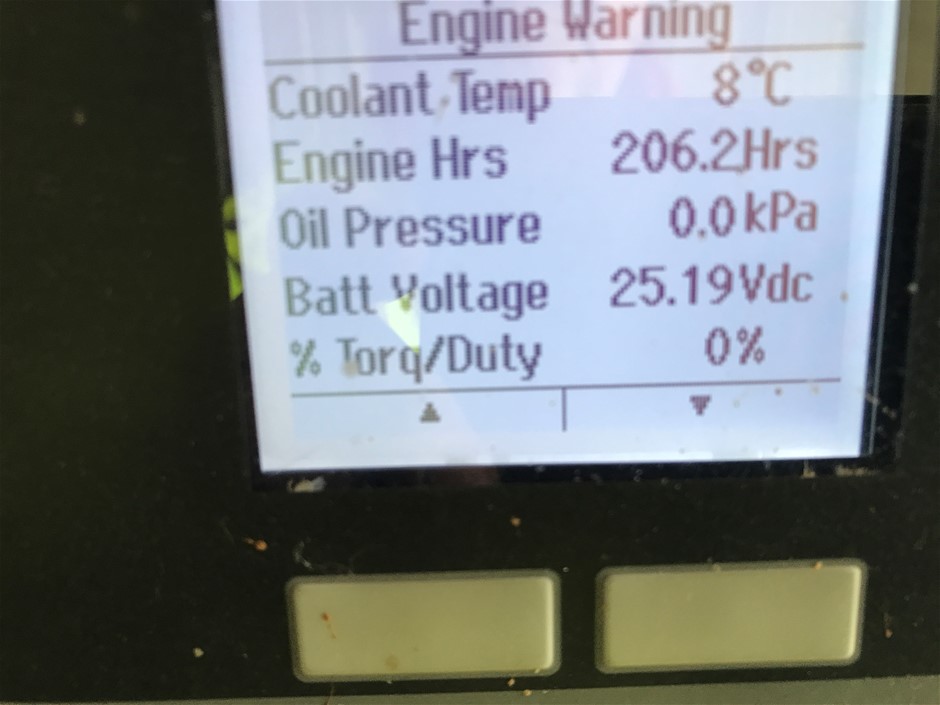 Engine Warning
Coolant Temp 8°C
Engine Hrs 206.2Hrs
Oil Pressure 0.0kPa
Batt Voltage 25.19Vdc
% Torq/Duty 0%